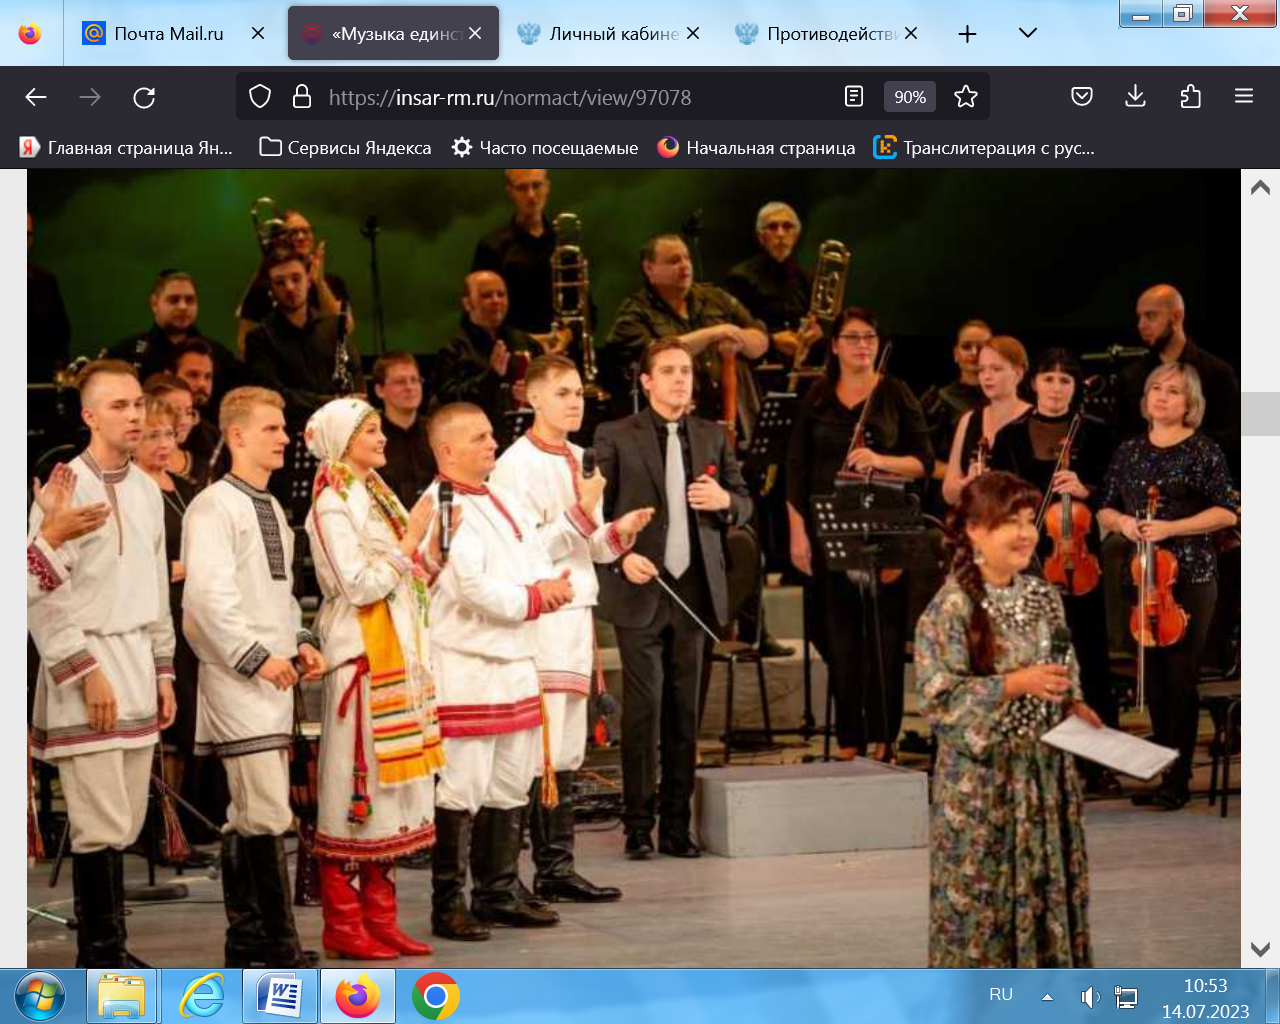 Почта Mail.ru
«Музыка единст
Личный кабине
Противодействи
https://insar-rm.ru/normact/view/97078
90%
Главная страница Ян...
Сервисы Яндекса
Часто посещаемые
Начальная страница
Транслитерация с рус...
RU
10:53
14.07.2023